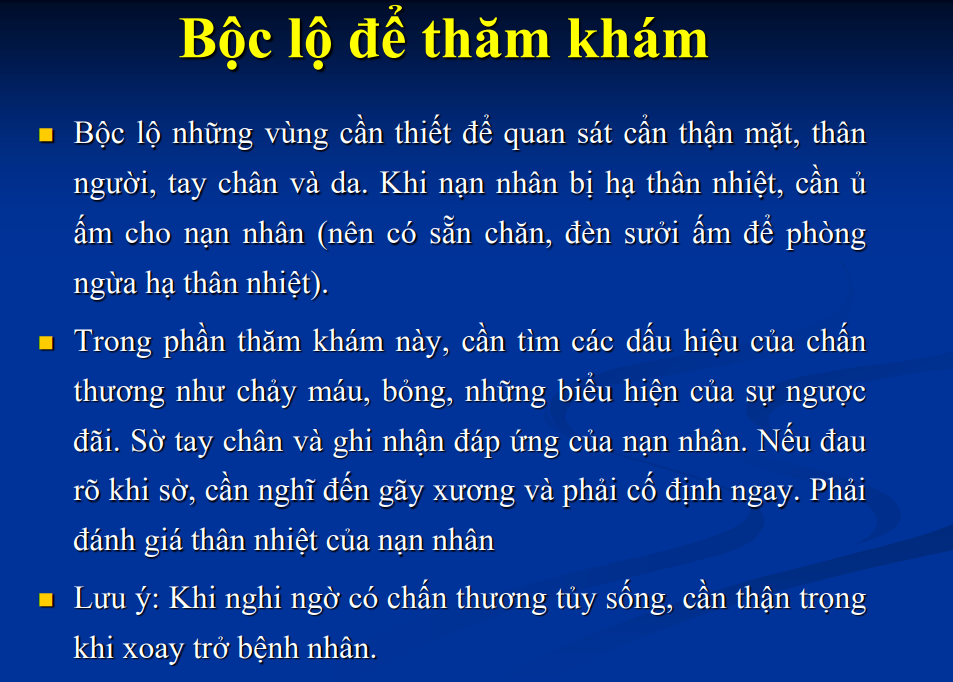 Bộc lộ để thăm khám
Bộc lộ những vùng cần thiết để quan sát cẩn thận mặt, thân
người, tay chân và da. Khi nạn nhân bị hạ thân nhiệt, cần ủ
ấm cho nạn nhân (nên có sẵn chăn, đèn sưởi ấm để phòng
ngừa hạ thân nhiệt).
Trong phần thăm khám này, cần tìm các dấu hiệu của chấn
thương như chảy máu, bỏng, những biểu hiện của sự ngược
đãi. Sờ tay chân và ghi nhận đáp ứng của nạn nhân. Nếu đau
rõ khi sờ, cần nghĩ đến gãy xương và phải cố định ngay. Phải
đánh giá thân nhiệt của nạn nhân
Lưu ý: Khi nghi ngờ có chấn thương tủy sống, cần thận trọng
khi xoay trở bệnh nhân.